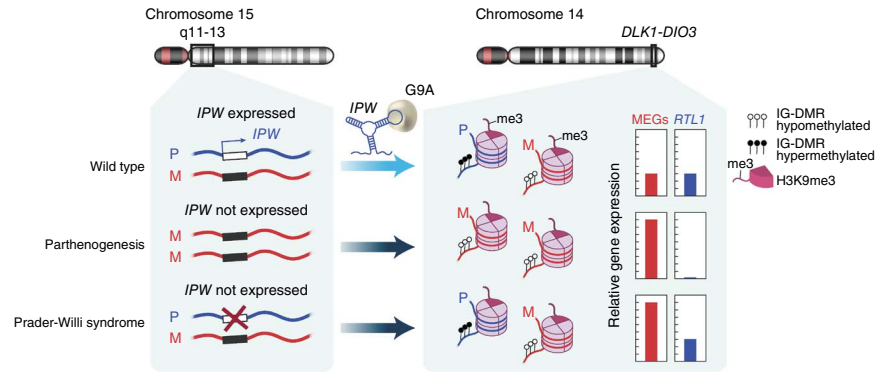 Chromosome 15
q11-13
Chromosome 14
DLK1-DIO3
IPW expressed
IPW
P
M
Wild type
IPW
G9A
me3
P
me3
M
MEGs
RTL1
IG-DMR
hypomethylated
IG-DMR
hypermethylated
me3
H3K9me3
IPW not expressed
Parthenogenesis
M
M
M
M
Relative gene expression
IPW not expressed
Prader-Willi syndrome
P
M
P
M